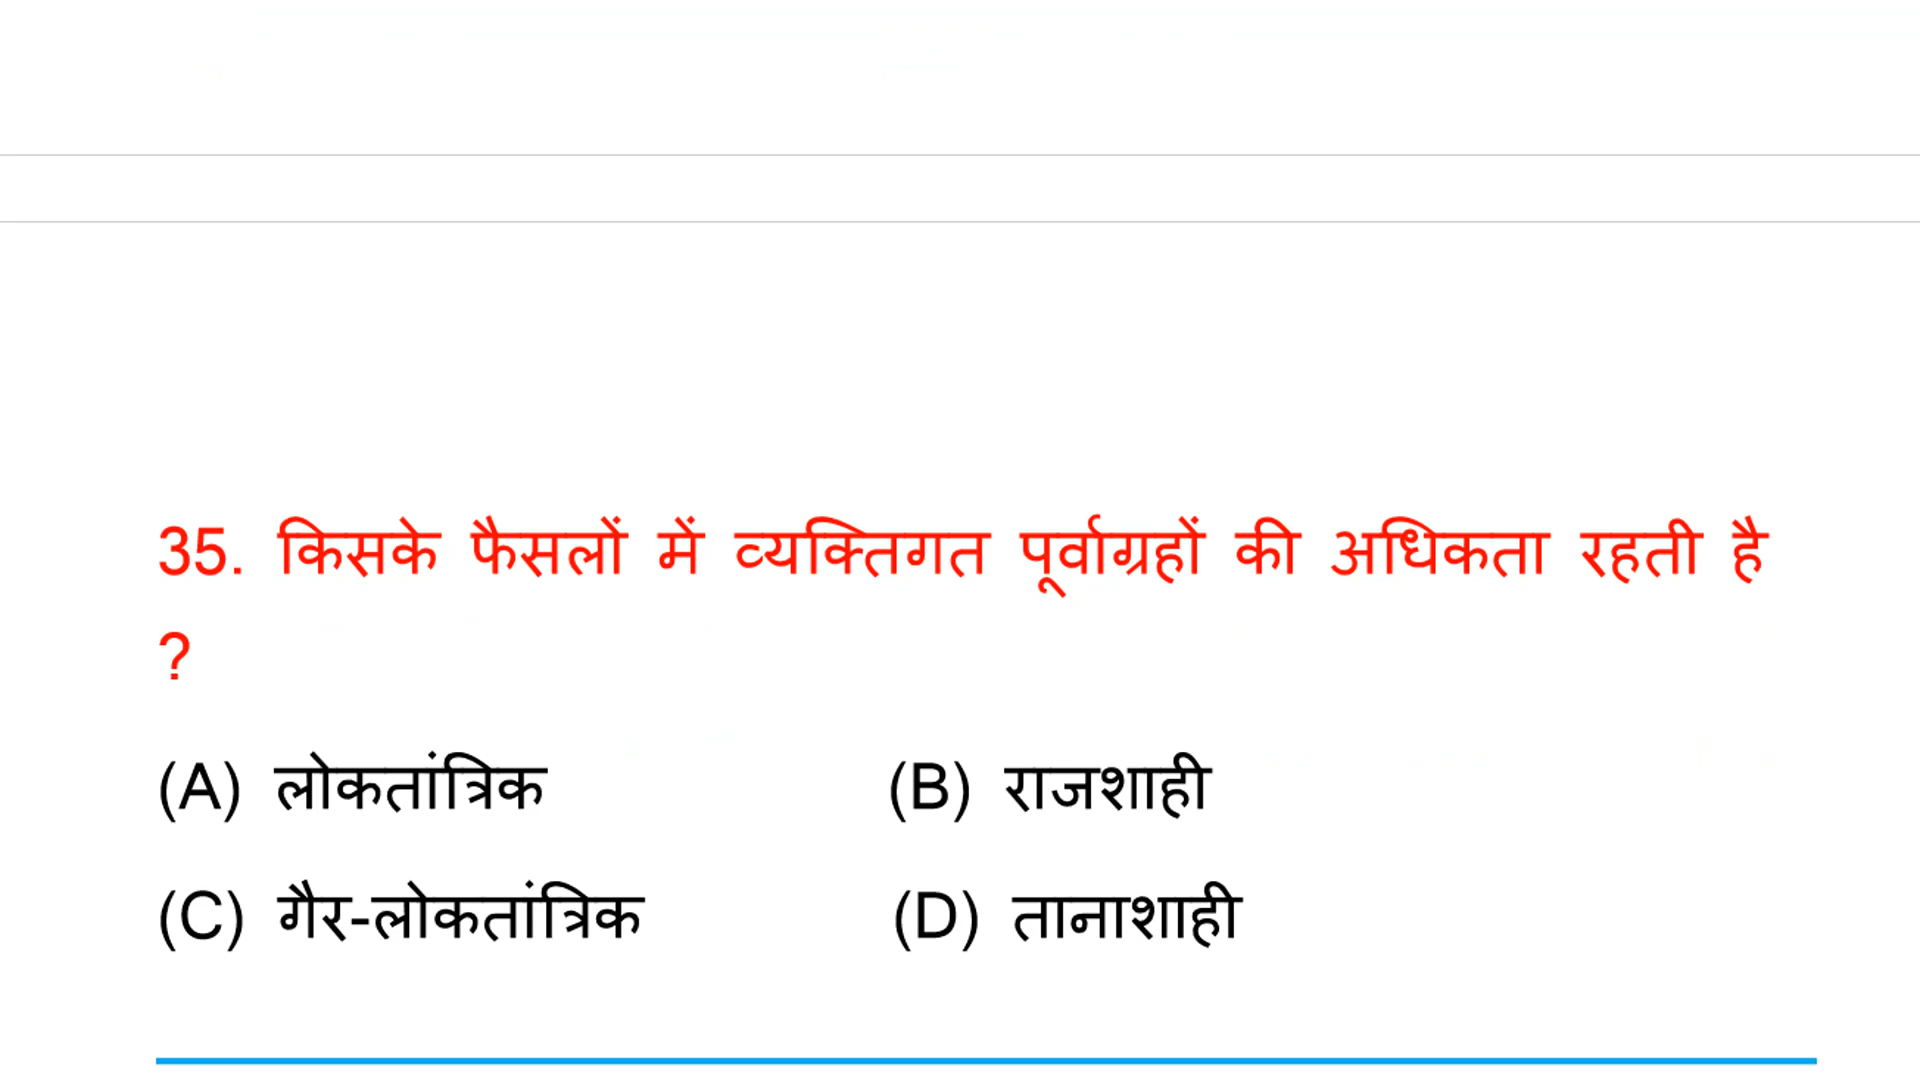 35. किसके फैसलों में व्यक्तिगत पूर्वाग्रहों की अधिकता रहती है
?
(A) लोकतांत्रिक (B) राजशाही
(C) गैर-लोकतांत्रिक (D) तानाशाही